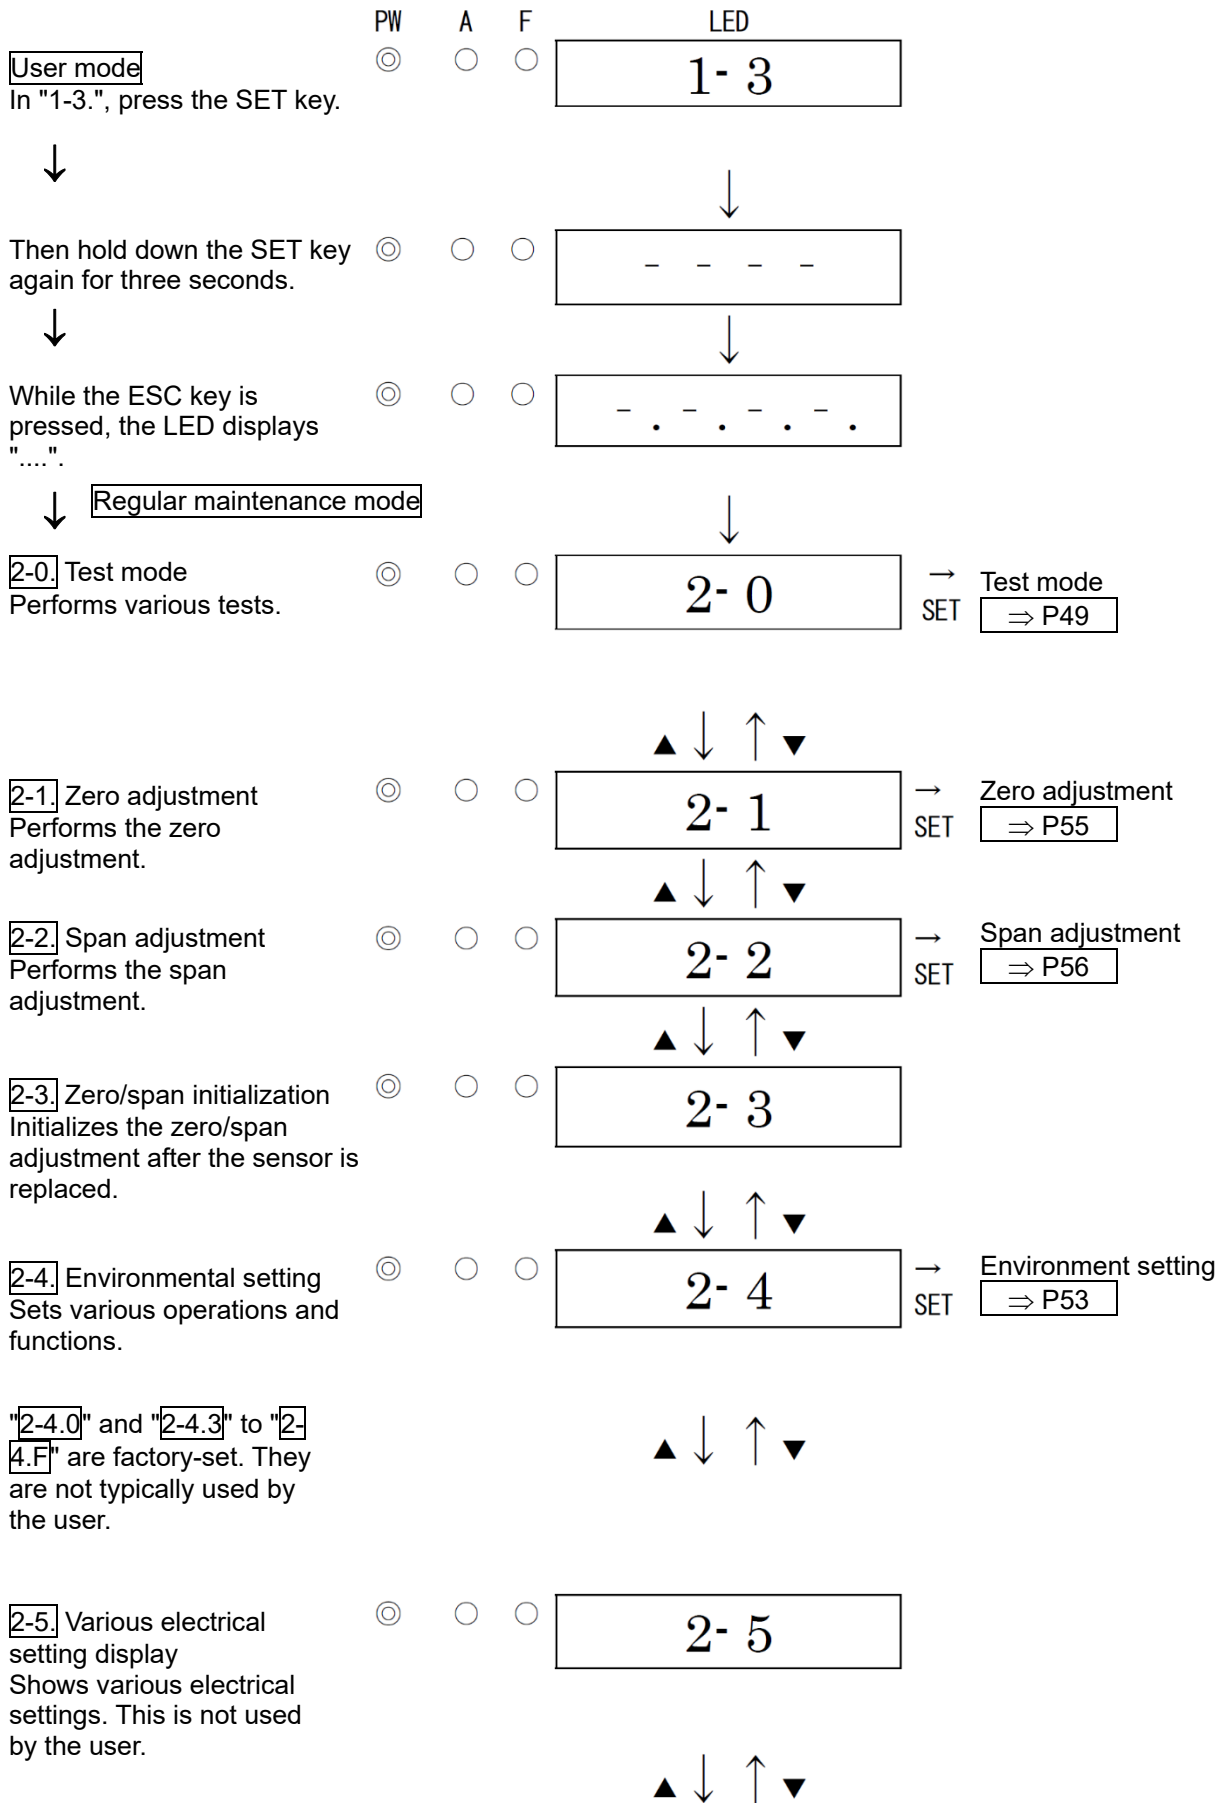 PW A F LED
User mode
In "1-3.", press the SET key.
1- 3
↓
↓
Then hold down the SET key
again for three seconds.
◎ ○ ○ - - - -
↓
↓
While the ESC key is
pressed, the LED displays
"....".
◎ ○ ○ -.-.-.-.
↓ Regular maintenance mode
↓
2-0. Test mode
Performs various tests.
◎ ○ ○ 2- 0
→
SET
Test mode
⇒ P49
▲ ↓ ↑ ▼
2-1. Zero adjustment
Performs the zero
adjustment.
◎ ○ ○ 2- 1
→
SET
Zero adjustment
⇒ P55
▲ ↓ ↑ ▼
2-2. Span adjustment
Performs the span
adjustment.
◎ ○ ○ 2- 2
→
SET
Span adjustment
⇒ P56
▲ ↓ ↑ ▼
2-3. Zero/span initialization
Initializes the zero/span
adjustment after the sensor is
replaced.
◎ ○ ○ 2- 3
▲ ↓ ↑ ▼
2-4. Environmental setting
Sets various operations and
functions.
◎ ○ ○ 2- 4
→
SET
Environment setting
⇒ P53
"2-4.0" and "2-4.3" to "2-
4.F" are factory-set. They
are not typically used by
the user.
▲ ↓ ↑ ▼
2-5. Various electrical
setting display
Shows various electrical
settings. This is not used
by the user.
◎ ○ ○ 2- 5
▲ ↓ ↑ ▼